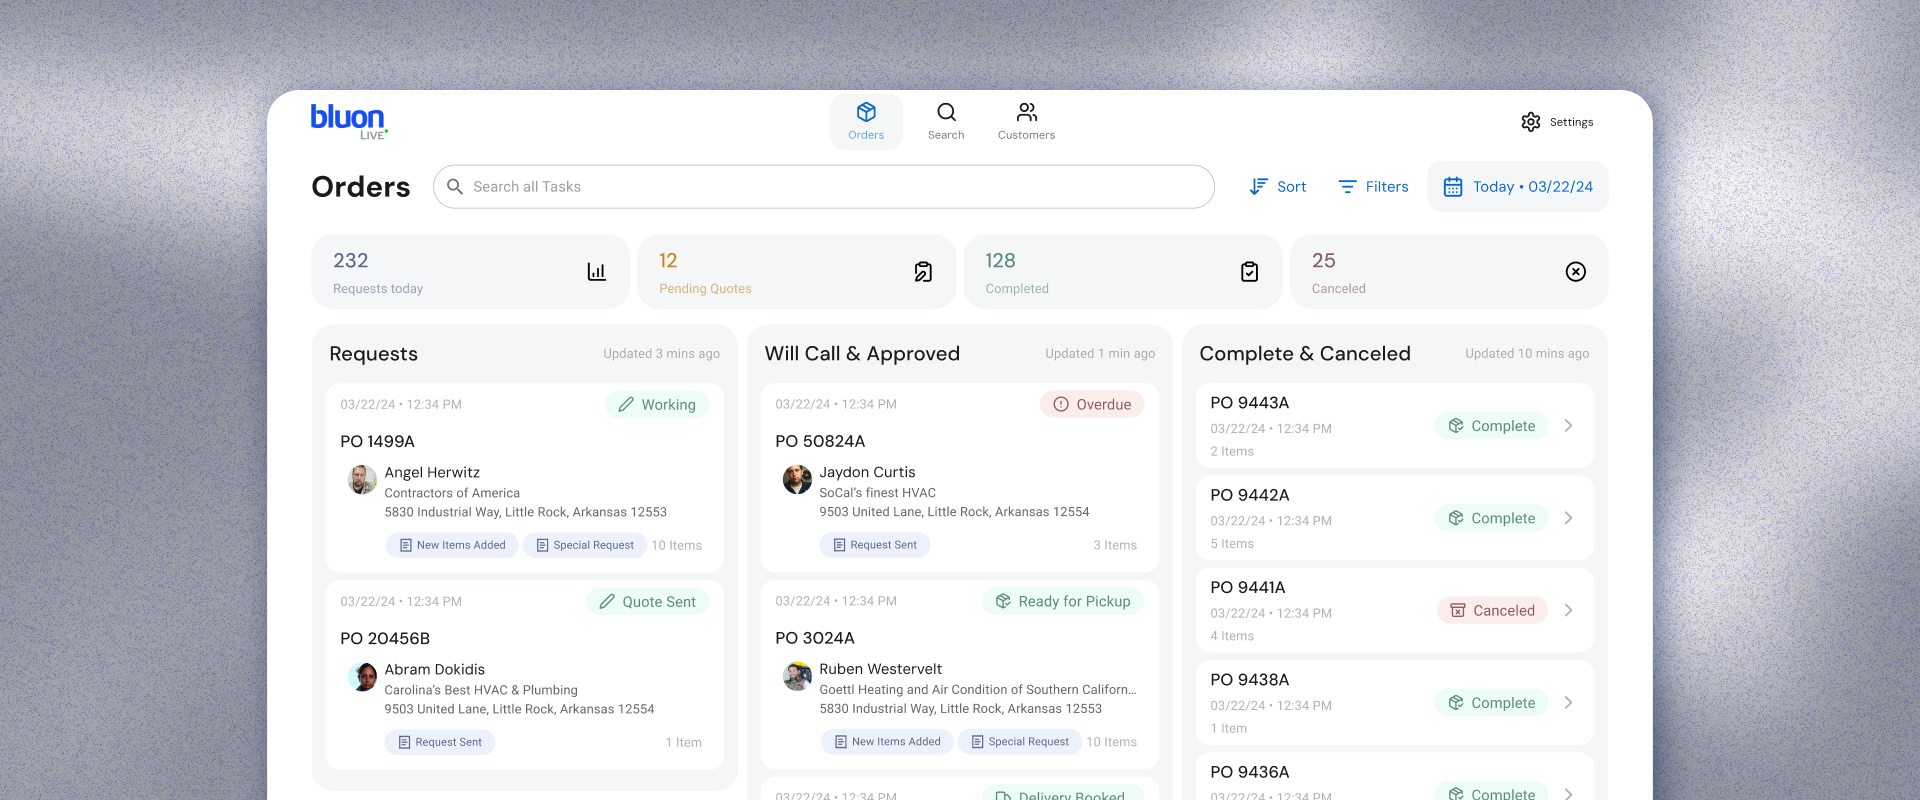 bluon
LIVE
Orders
Search
Customers
Settings
Orders
Search all Tasks
Sort
Filters
Today • 03/22/24
232
Requests today
12
Pending Quotes
128
Completed
25
Canceled
Requests
Updated 3 mins ago
03/22/24 • 12:34 PM
Working
PO 1499A
Angel Herwitz
Contractors of America
5830 Industrial Way, Little Rock, Arkansas 12553
New Items Added
Special Request
10 Items
03/22/24 • 12:34 PM
Quote Sent
PO 20456B
Abram Dokidis
Carolina's Best HVAC & Plumbing
9503 United Lane, Little Rock, Arkansas 12554
Request Sent
1 Item
Will Call & Approved
Updated 1 min ago
03/22/24 • 12:34 PM
Overdue
PO 50824A
Jaydon Curtis
SoCal's finest HVAC
9503 United Lane, Little Rock, Arkansas 12554
Request Sent
3 Items
03/22/24 • 12:34 PM
Ready for Pickup
PO 3024A
Ruben Westervelt
Goettl Heating and Air Condition of Southern Californ...
5830 Industrial Way, Little Rock, Arkansas 12553
New Items Added
Special Request
10 Items
03/22/24 • 12:34 PM
Delivery Booked
Complete & Canceled
Updated 10 mins ago
PO 9443A
03/22/24 • 12:34 PM
2 Items
Complete
PO 9442A
03/22/24 • 12:34 PM
5 Items
Complete
PO 9441A
03/22/24 • 12:34 PM
4 Items
Canceled
PO 9438A
03/22/24 • 12:34 PM
1 Item
Complete
PO 9436A
03/22/24 • 12:34 PM
Complete